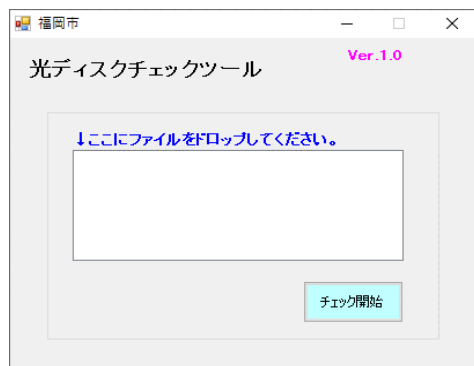 福岡市
Ver.1.0
光ディスクチェックツール
↓ここにファイルをドロップしてください。
チェック開始